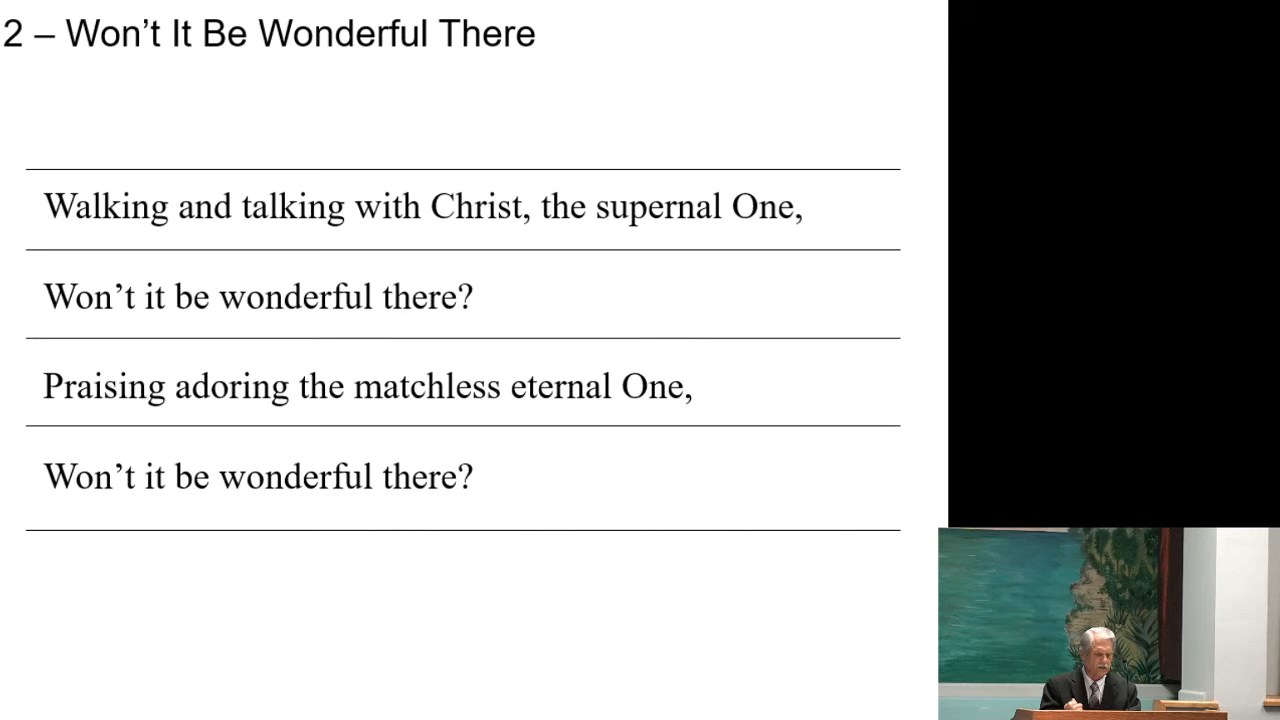 2 – Won’t It Be Wonderful There
Walking and talking with Christ, the supernal One,
Won’t it be wonderful there?
Praising adoring the matchless eternal One,
Won’t it be wonderful there?